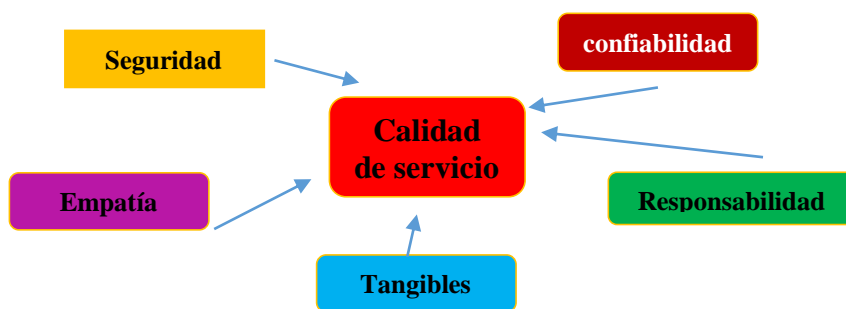 Seguridad
confiabilidad
Calidad
de servicio
Empatía
Responsabilidad
Tangibles